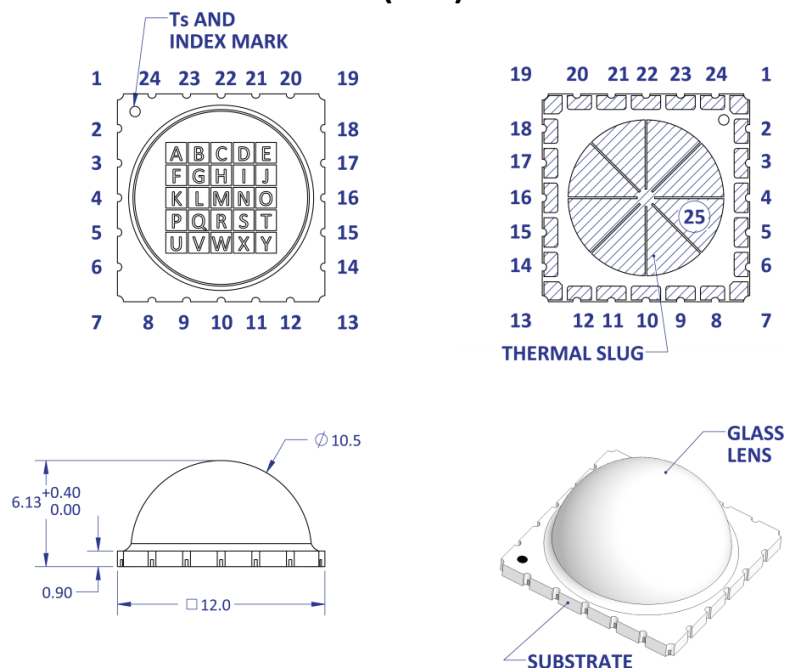 Ts AND
INDEX MARK
1 24 23 22 21 20 19
2 18
3 17
4 16
5 15
6 14
7 8 9 10 11 12 13
A B C D E
F G H I J
K L M N O
P Q R S T
U V W X Y
19 20 21 22 23 24 1
18 2
17 3
16 4
15 5
14 6
13 12 11 10 9 8 7
25
THERMAL SLUG
∅ 10.5
6.13 +0.40
0.00
0.90
□ 12.0
GLASS
LENS
SUBSTRATE